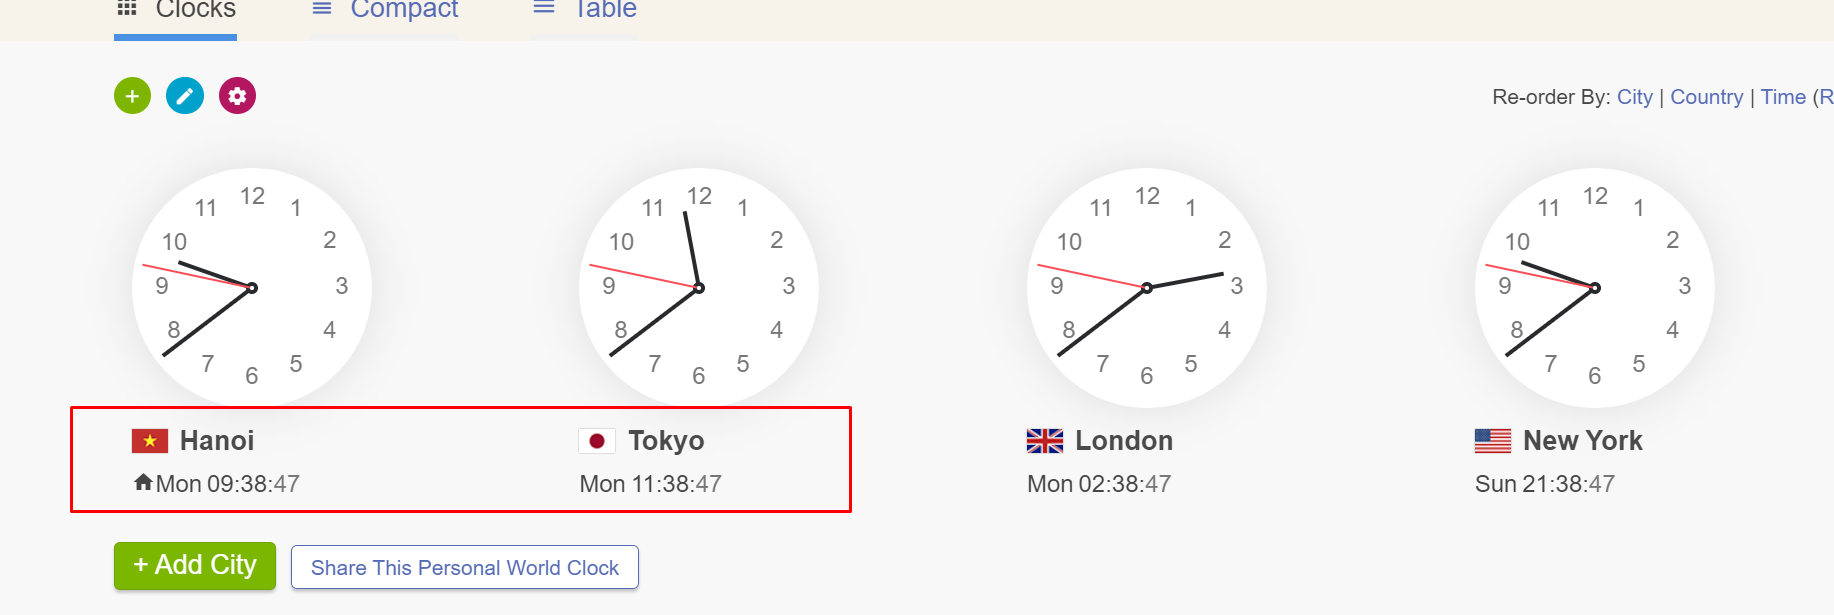 Clocks Compact Table
Re-order By: City | Country | Time (R
12 11 1 10 2 9 3 8 4 7 5 6
12 11 1 10 2 9 3 8 4 7 5 6
12 11 1 10 2 9 3 8 4 7 5 6
12 11 1 10 2 9 3 8 4 7 5 6
Hanoi
Mon 09:38:47
Tokyo
Mon 11:38:47
London
Mon 02:38:47
New York
Sun 21:38:47
+ Add City
Share This Personal World Clock